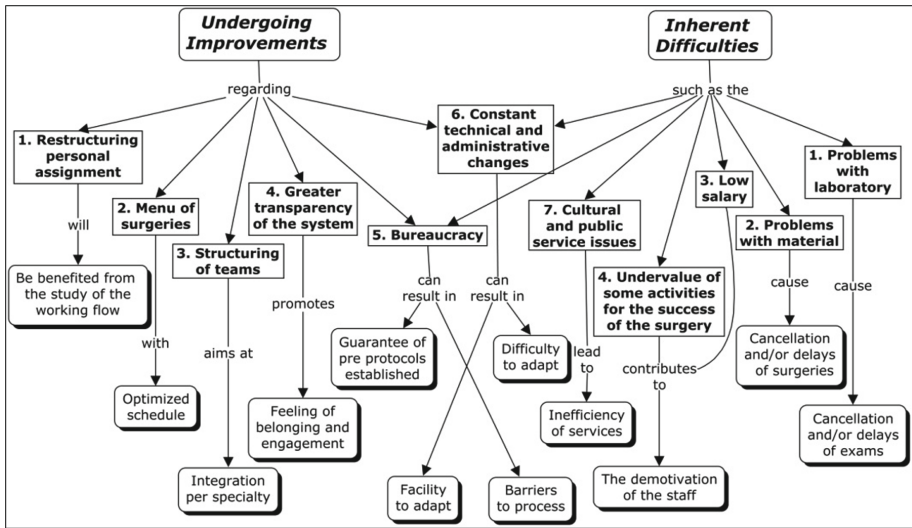 Undergoing
Improvements
Inherent
Difficulties
regarding
such as the
1. Restructuring
personal
assignment
2. Menu of
surgeries
3. Structuring
of teams
4. Greater
transparency
of the system
5. Bureaucracy
6. Constant
technical and
administrative
changes
7. Cultural
and public
service issues
4. Undervalue of
some activities
for the success
of the surgery
3. Low
salary
2. Problems
with material
1. Problems
with
laboratory
will
with
aims at
promotes
can
result in
can
result in
lead
to
contributes
to
cause
cause
Be benefited from
the study of the
working flow
Optimized
schedule
Integration
per specialty
Feeling of
belonging and
engagement
Guarantee of
pre protocols
established
Facility
to adapt
Barriers
to process
Difficulty
to adapt
Inefficiency
of services
The demotivation
of the staff
Cancellation
and/or delays
of surgeries
Cancellation
and/or delays
of exams